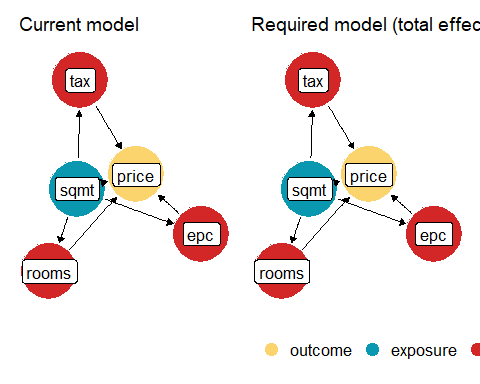 Current model
Required model (total effec
tax
tax
price
price
sqmt
sqmt
epc
epc
rooms
rooms
outcome
exposure